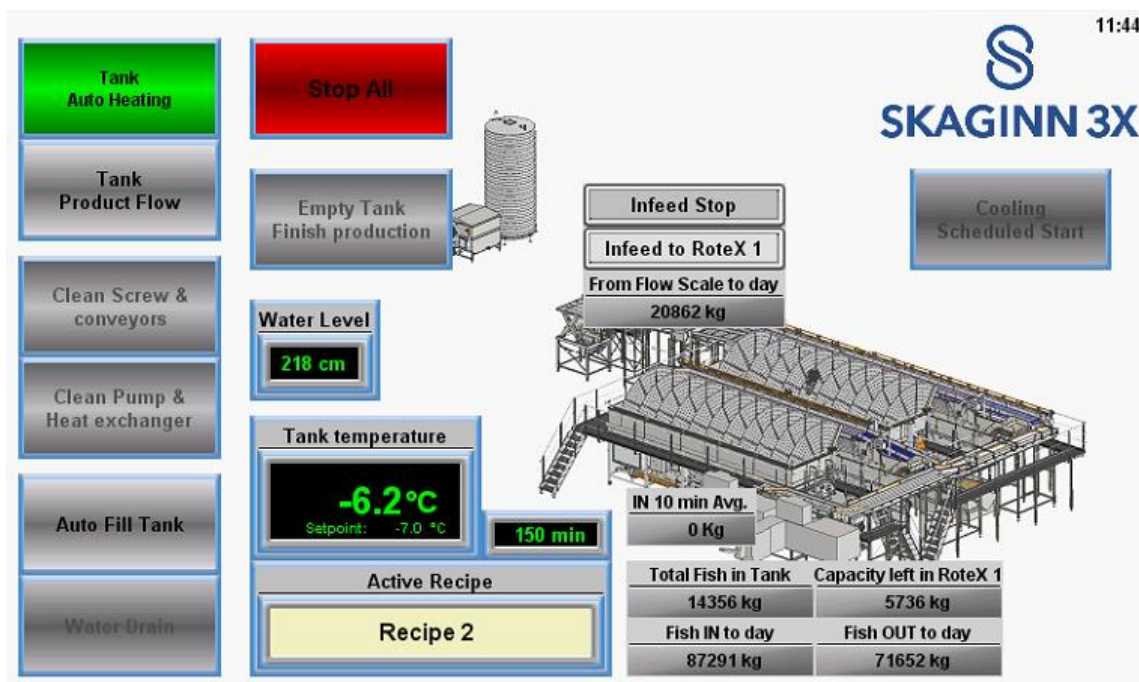 11:44
Tank
Auto Heating
Stop All
SKAGINN 3X
Tank
Product Flow
Empty Tank
Finish production
Infeed Stop
Infeed to RoteX 1
From Flow Scale to day
20862 kg
Cooling
Scheduled Start
Clean Screw &
conveyors
Water Level
218 cm
Clean Pump &
Heat exchanger
Tank temperature
-6.2°C
Setpoint: -7.0 °C
150 min
IN 10 min Avg.
0 Kg
Auto Fill Tank
Active Recipe
Recipe 2
Total Fish in Tank
Capacity left in RoteX 1
14356 kg
5736 kg
Water Drain
Fish IN to day
Fish OUT to day
87291 kg
71652 kg